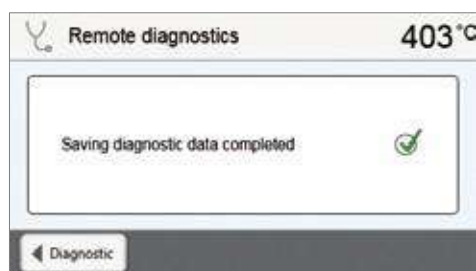 Remote diagnostics
403 °C
Saving diagnostic data completed
Diagnostic